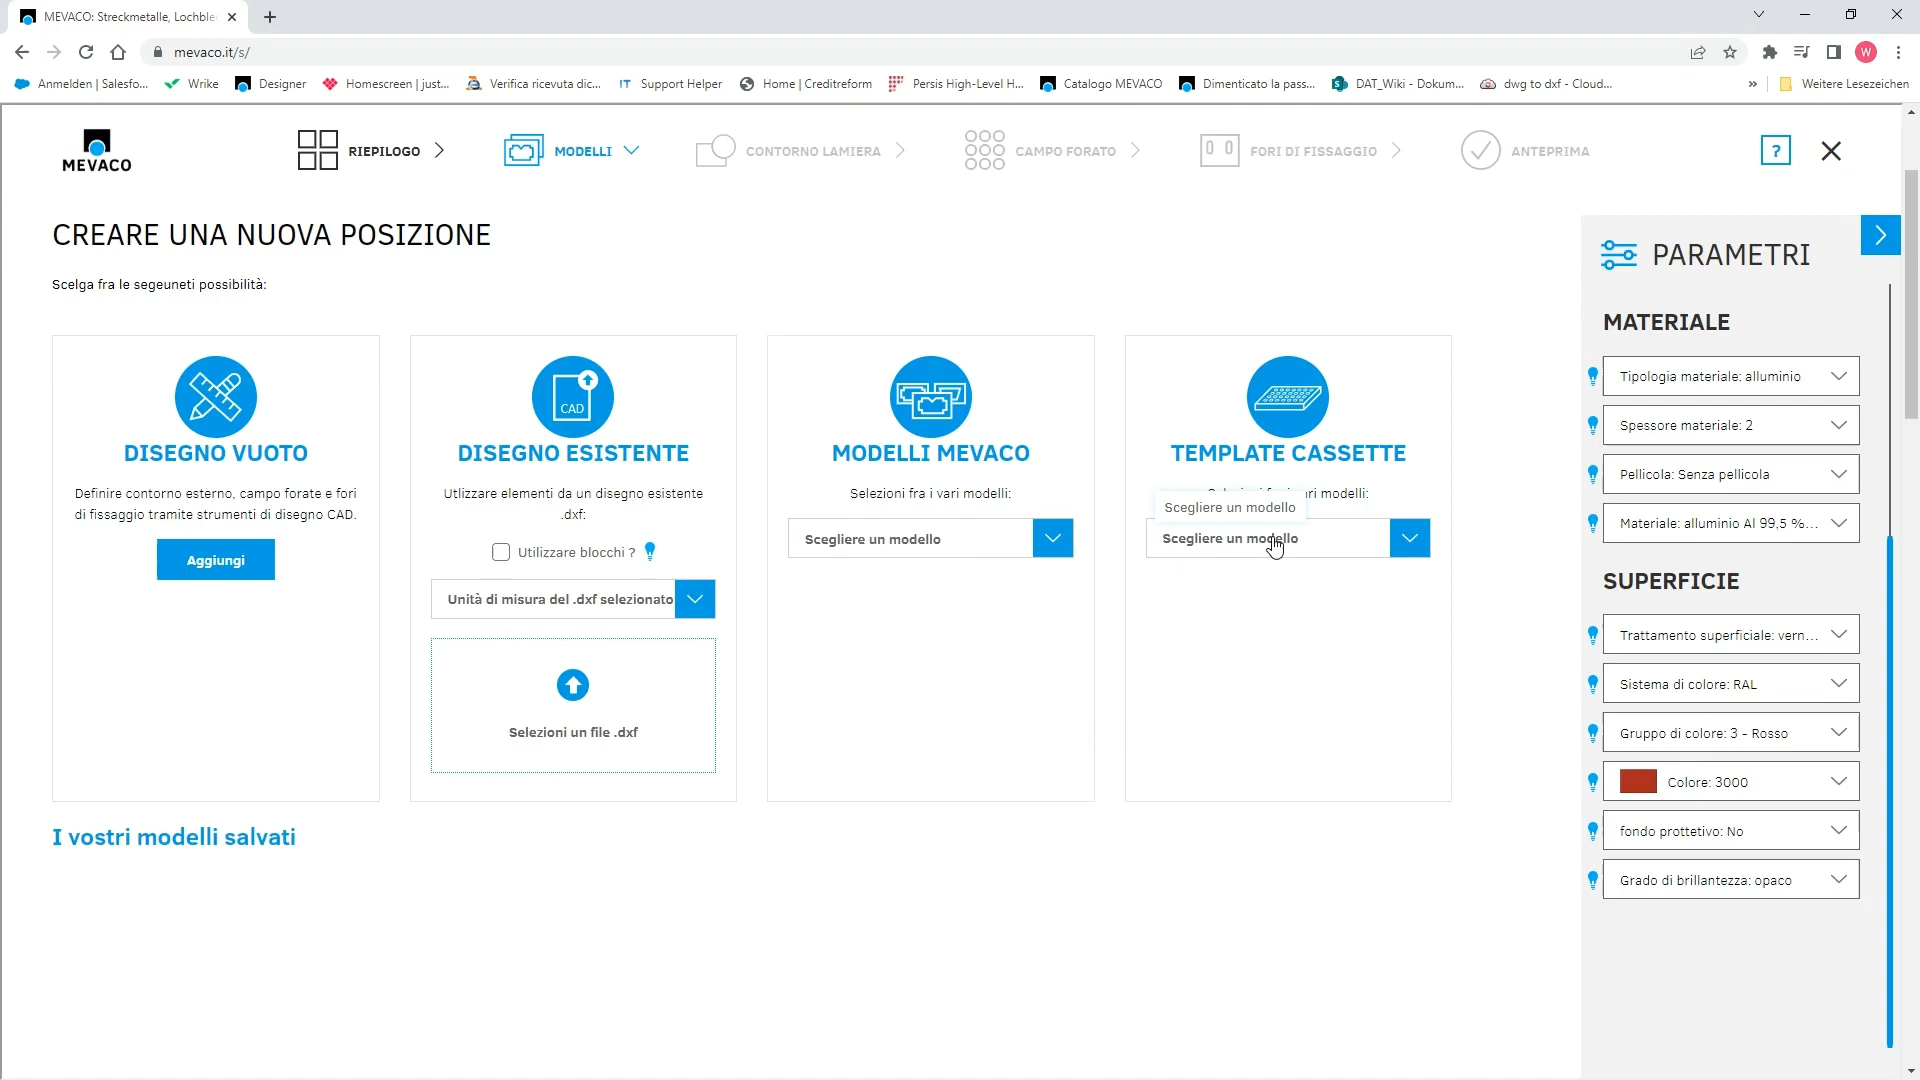 MEVACO: Streckmetalle, Lochble
mevaco.it/s/
W
Anmelden | Salesfo...
Wrike
Designer
Homescreen | just...
Verifica ricevuta dic...
IT Support Helper
Home | Creditreform
Persis High-Level H...
Catalogo MEVACO
Dimenticato la pass...
DAT_Wiki - Dokum...
dwg to dxf - Cloud...
»
Weitere Lesezeichen
MEVACO
RIEPILOGO
MODELLI
CONTORNO LAMIERA
CAMPO FORATO
FORI DI FISSAGGIO
ANTEPRIMA
?
CREARE UNA NUOVA POSIZIONE
Scelga fra le segeuneti possibilità:
DISEGNO VUOTO
Definire contorno esterno, campo forate e fori
di fissaggio tramite strumenti di disegno CAD.
Aggiungi
CAD
DISEGNO ESISTENTE
Utlizzare elementi da un disegno esistente
.dxf:
Utilizzare blocchi ?
Unità di misura del .dxf selezionato
Selezioni un file .dxf
MODELLI MEVACO
Selezioni fra i vari modelli:
Scegliere un modello
TEMPLATE CASSETTE
ri modelli:
Scegliere un modello
Scegliere un modello
I vostri modelli salvati
PARAMETRI
MATERIALE
Tipologia materiale: alluminio
Spessore materiale: 2
Pellicola: Senza pellicola
Materiale: alluminio Al 99,5 %...
SUPERFICIE
Trattamento superficiale: vern...
Sistema di colore: RAL
Gruppo di colore: 3 - Rosso
Colore: 3000
fondo prottetivo: No
Grado di brillantezza: opaco